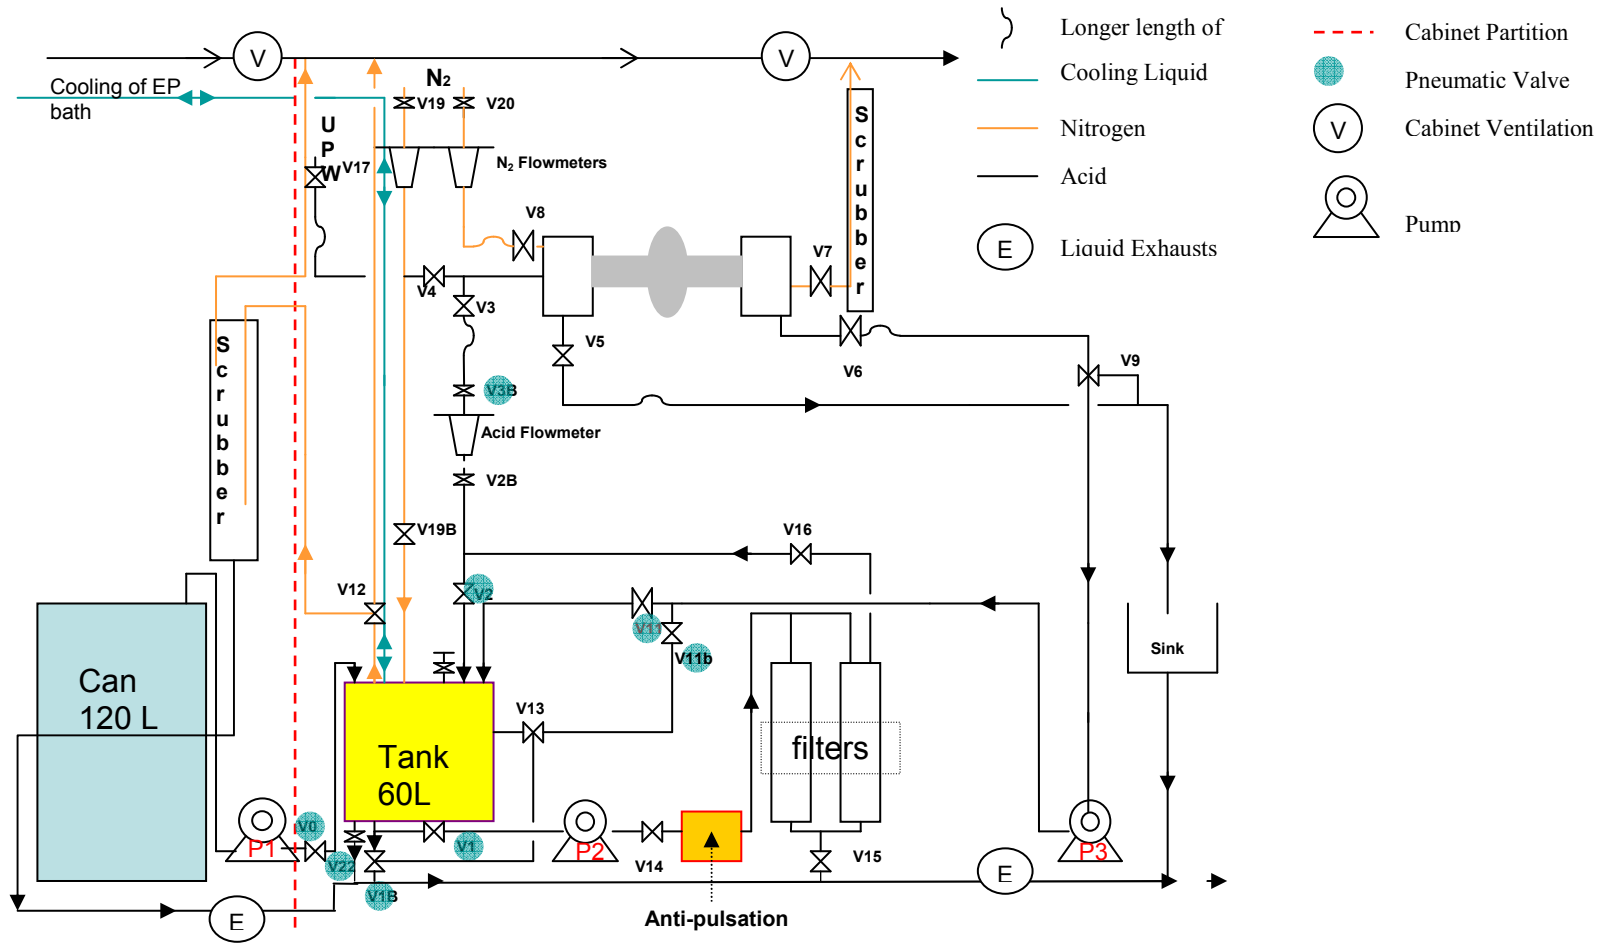 Longer length of
Cabinet Partition
V
V
N2
Cooling Liquid
Pneumatic Valve
Cooling of EP
bath
V19
V20
U
P
W
V17
N2 Flowmeters
Scrubber
Nitrogen
V
Cabinet Ventilation
Acid
V8
V7
E
Liquid Exhausts
Pump
V4
V3
V5
V6
V9
Scrubber
V3B
Acid Flowmeter
V2B
V19B
V16
V12
V2
V11
V11b
Sink
Can
120 L
V13
Tank
60L
filters
V0
P1
V22
V1
P2
V14
V15
P3
V1B
E
E
Anti-pulsation